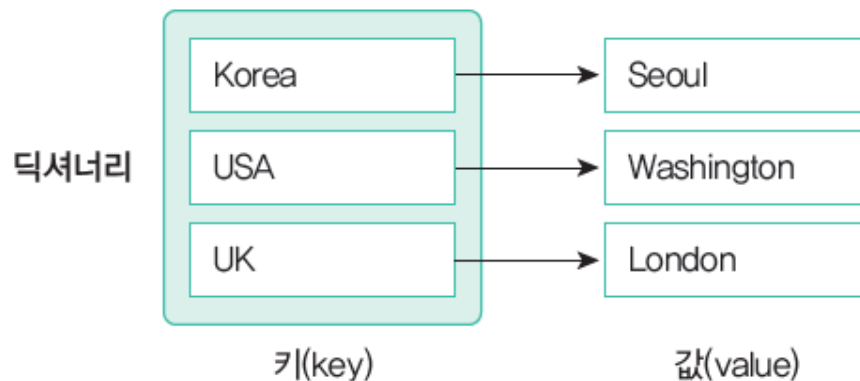 Korea
Seoul
딕셔너리
USA
Washington
UK
London
키(key)
값(value)